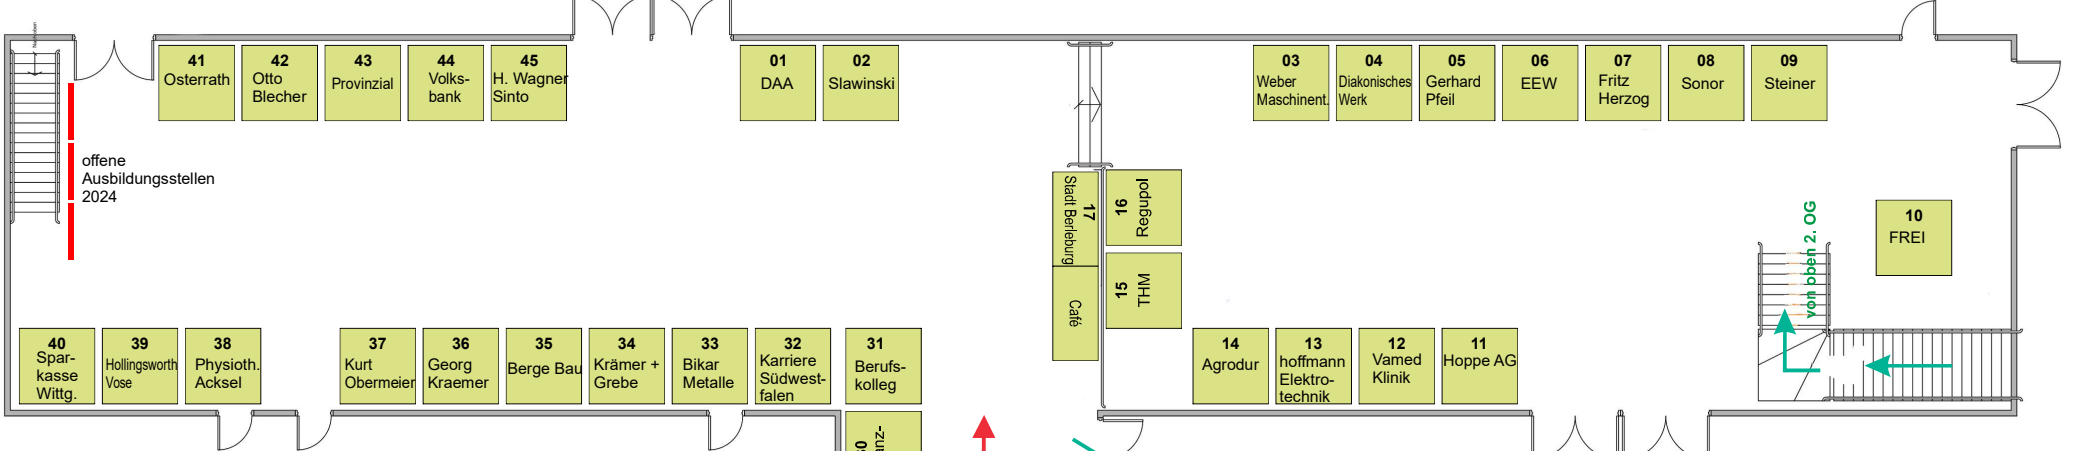 41
Osterrath
42
Otto
Blecher
43
Provinzial
44
Volks-
bank
45
H. Wagner
Sinto
01
DAA
02
Slawinski
03
Weber
Maschinent.
04
Diakonisches
Werk
05
Gerhard
Pfeil
06
EEW
07
Fritz
Herzog
08
Sonor
09
Steiner
offene
Ausbildungsstellen
2024
17
Stadt Berleburg
Café
16
Regupol
15
THM
10
FREI
von oben 2. OG
40
Spar-
kasse
Wittg.
39
Hollingsworth
Vose
38
Physioth.
Acksel
37
Kurt
Obermeier
36
Georg
Kraemer
35
Berge Bau
34
Krämer +
Grebe
33
Bikar
Metalle
32
Karriere
Südwest-
falen
31
Berufs-
kolleg
14
Agrodur
13
hoffmann
Elektro-
technik
12
Vamed
Klinik
11
Hoppe AG